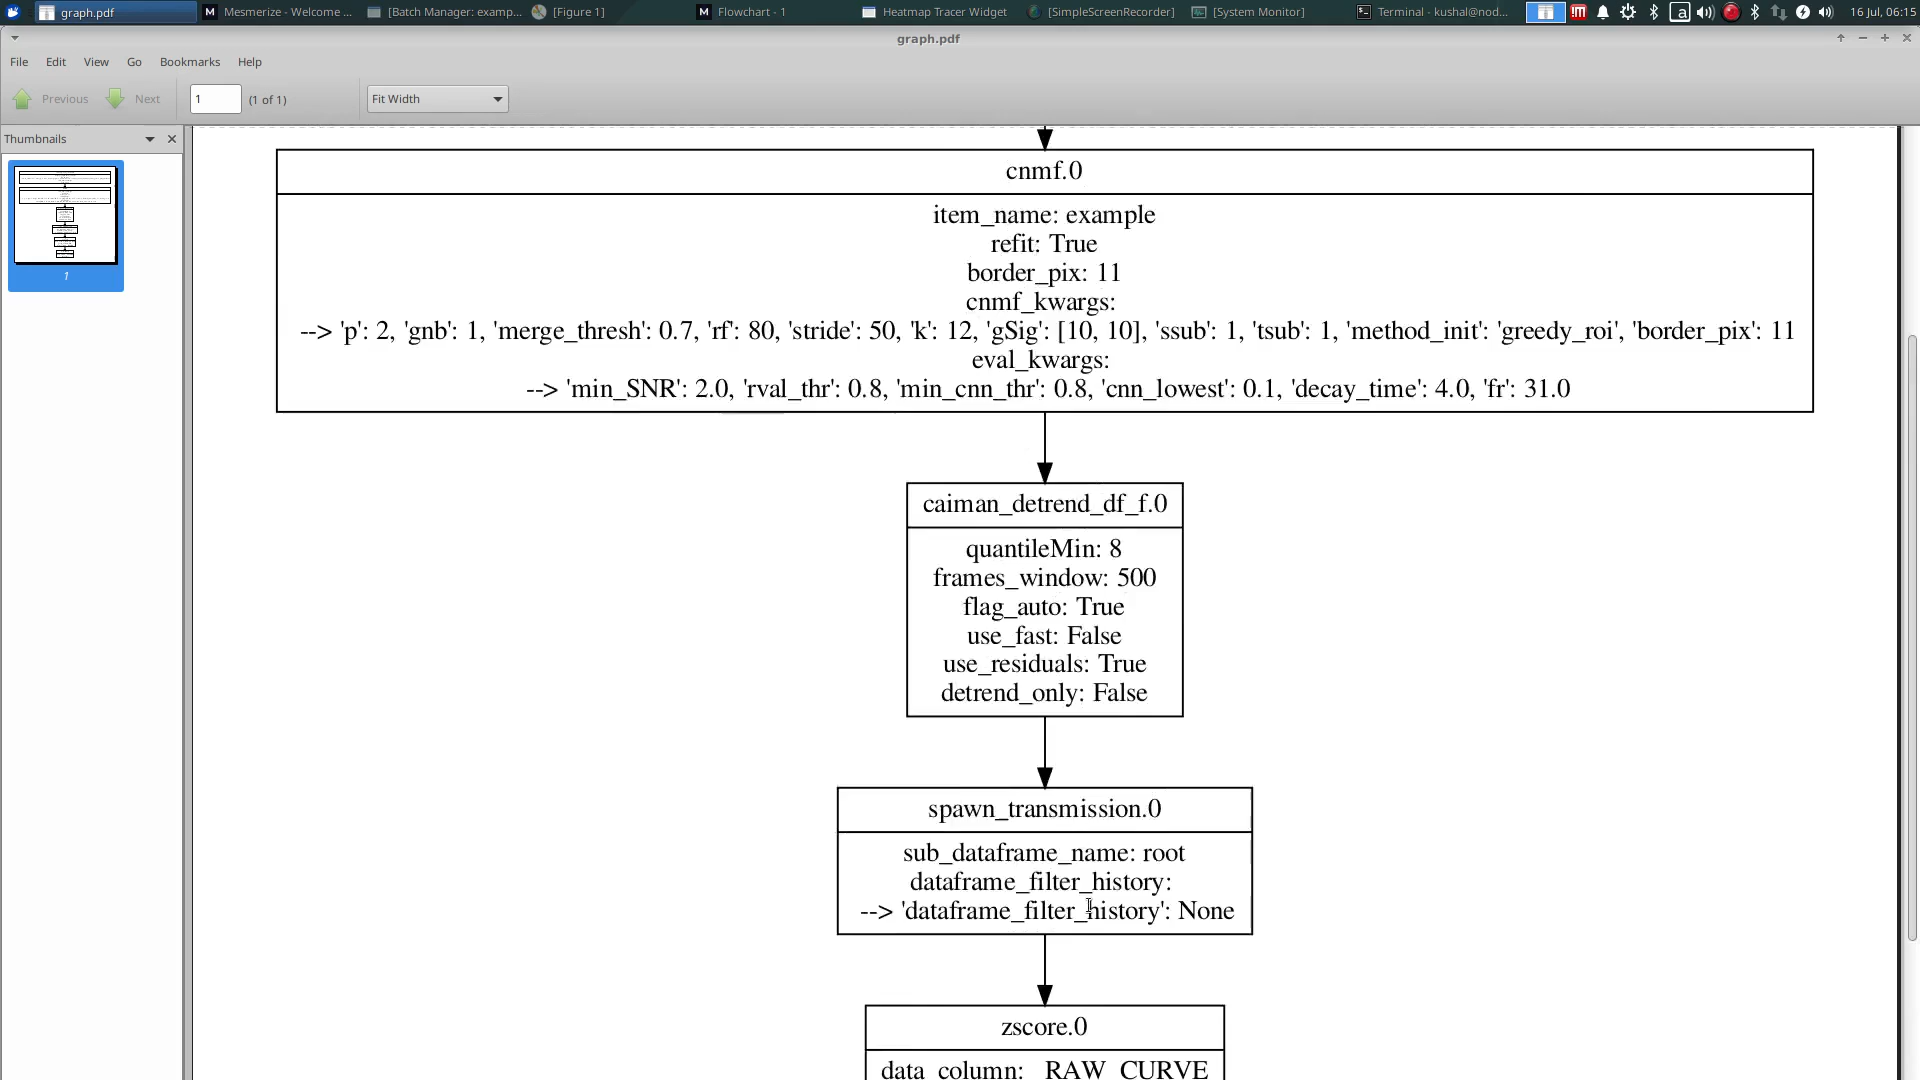 graph.pdf
Mesmerize - Welcome ...
[Batch Manager: examp...
[Figure 1]
Flowchart - 1
Heatmap Tracer Widget
[SimpleScreenRecorder]
[System Monitor]
Terminal - kushal@nod...
16 Jul, 06:15
graph.pdf
File Edit View Go Bookmarks Help
Previous Next 1 (1 of 1) Fit Width
Thumbnails
1
cnmf.0
item_name: example
refit: True
border_pix: 11
cnmf_kwargs:
--> 'p': 2, 'gnb': 1, 'merge_thresh': 0.7, 'rf': 80, 'stride': 50, 'k': 12, 'gSig': [10, 10], 'ssub': 1, 'tsub': 1, 'method_init': 'greedy_roi', 'border_pix': 11
eval_kwargs:
--> 'min_SNR': 2.0, 'rval_thr': 0.8, 'min_cnn_thr': 0.8, 'cnn_lowest': 0.1, 'decay_time': 4.0, 'fr': 31.0
caiman_detrend_df_f.0
quantileMin: 8
frames_window: 500
flag_auto: True
use_fast: False
use_residuals: True
detrend_only: False
spawn_transmission.0
sub_dataframe_name: root
dataframe_filter_history:
--> 'dataframe_filter_history': None
zscore.0
data_column: _RAW_CURVE